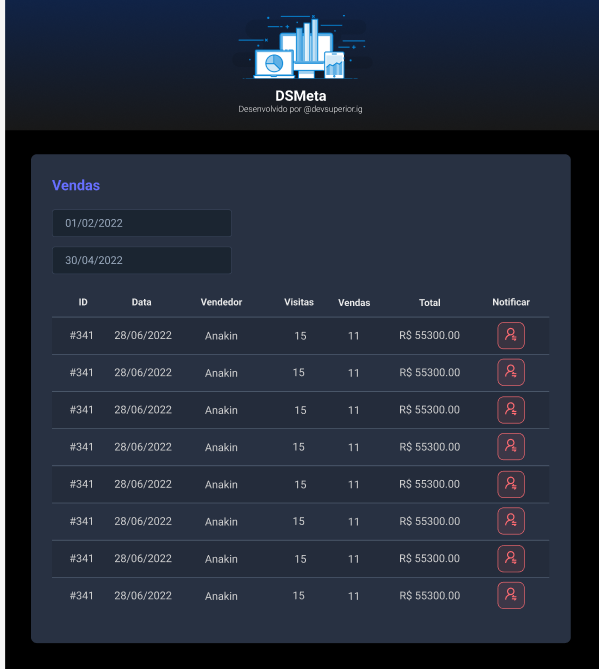 DSMeta
Desenvolvido por @devsuperior.ig
Vendas
01/02/2022
30/04/2022
ID Data Vendedor Visitas Vendas Total Notificar
#341 28/06/2022 Anakin 15 11 R$ 55300.00
#341 28/06/2022 Anakin 15 11 R$ 55300.00
#341 28/06/2022 Anakin 15 11 R$ 55300.00
#341 28/06/2022 Anakin 15 11 R$ 55300.00
#341 28/06/2022 Anakin 15 11 R$ 55300.00
#341 28/06/2022 Anakin 15 11 R$ 55300.00
#341 28/06/2022 Anakin 15 11 R$ 55300.00
#341 28/06/2022 Anakin 15 11 R$ 55300.00